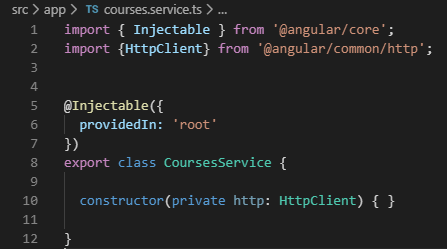 src > app > TS courses.service.ts > ...
1 import { Injectable } from '@angular/core';
2 import {HttpClient} from '@angular/common/http';
3
4
5 @Injectable({
6   providedIn: 'root'
7 })
8 export class CoursesService {
9
10   constructor(private http: HttpClient) { }
11
12 }